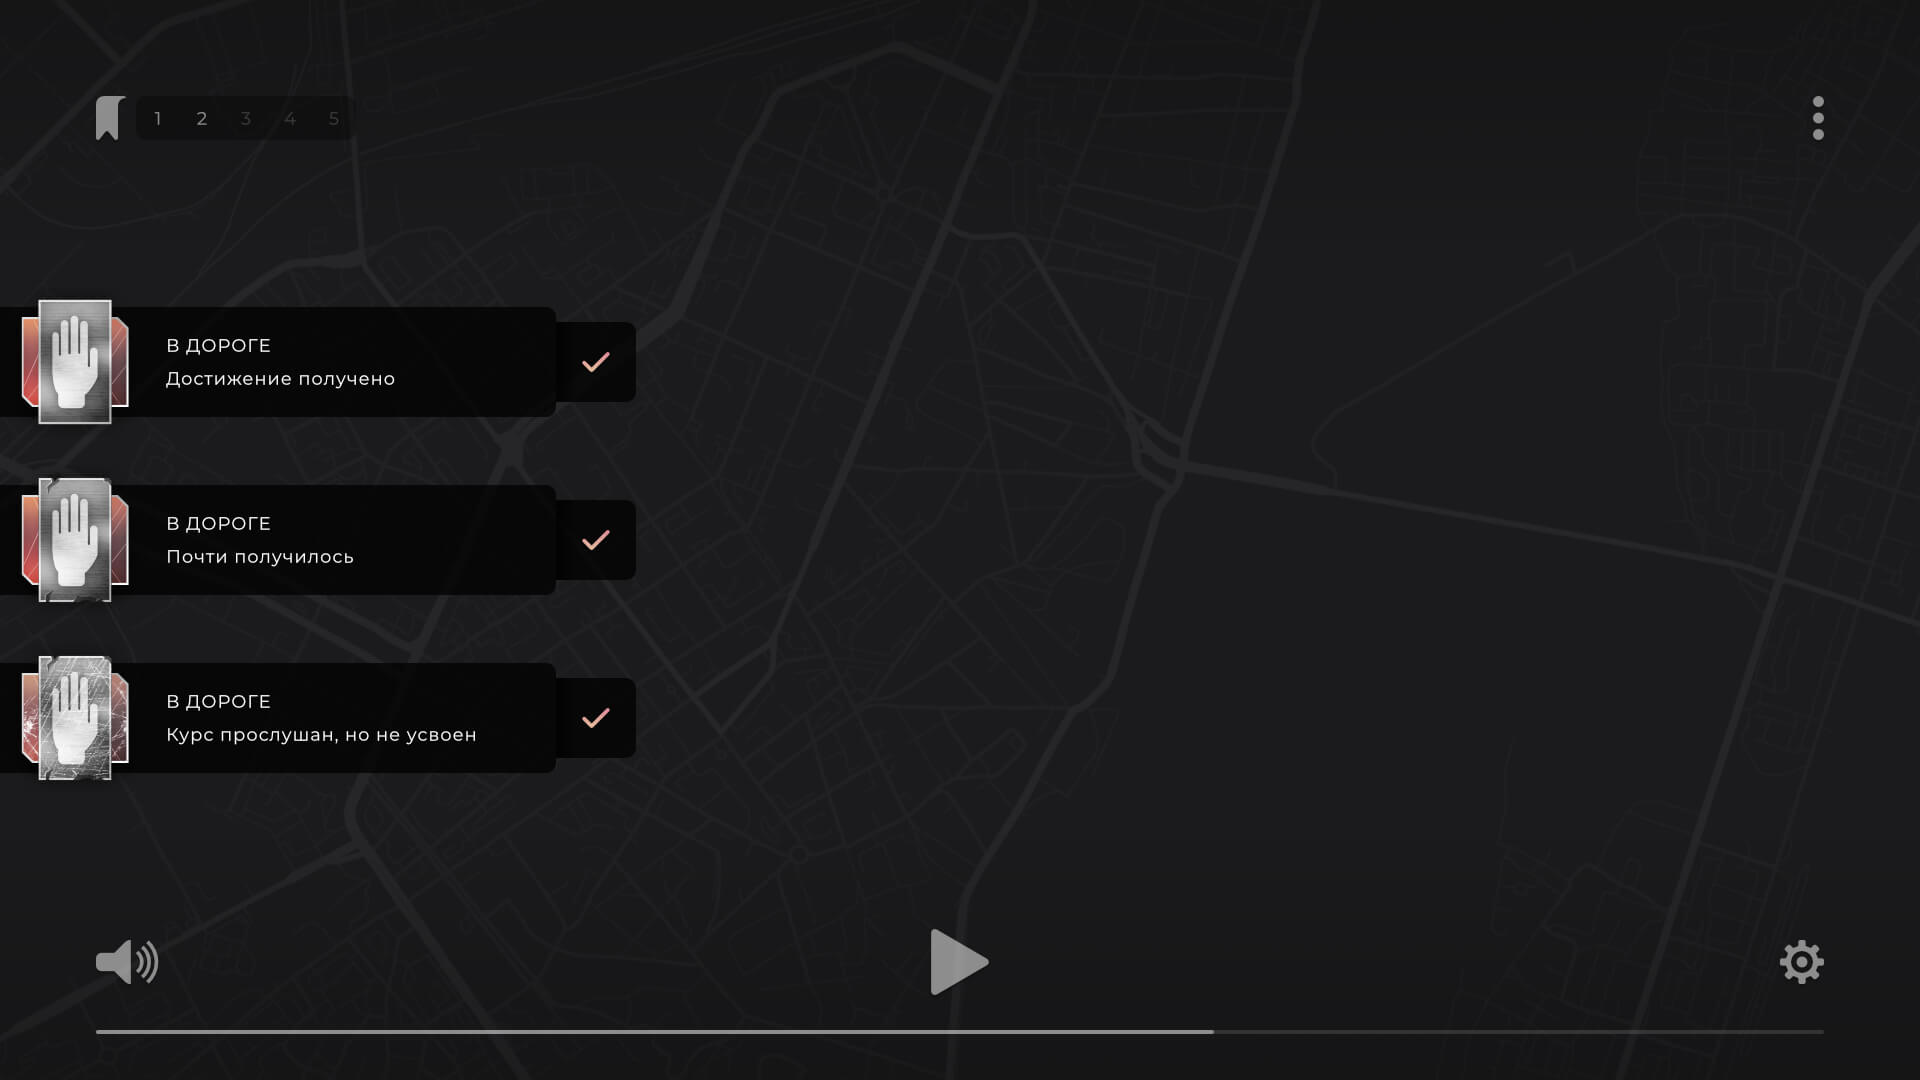 1 2 3 4 5
В ДОРОГЕ
Достижение получено
В ДОРОГЕ
Почти получилось
В ДОРОГЕ
Курс прослушан, но не усвоен